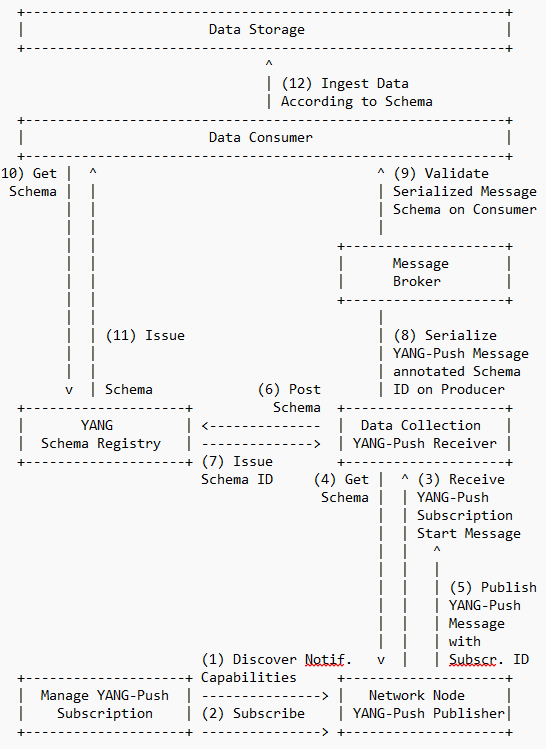 Data Storage
(12) Ingest Data
According to Schema
Data Consumer
10) Get
Schema
(9) Validate
Serialized Message
Schema on Consumer
Message
Broker
(11) Issue
Schema
(8) Serialize
YANG-Push Message
annotated Schema
ID on Producer
(6) Post
Schema
YANG
Schema Registry
Data Collection
YANG-Push Receiver
(7) Issue
Schema ID
(4) Get
Schema
(3) Receive
YANG-Push
Subscription
Start Message
(5) Publish
YANG-Push
Message
with
Subscr. ID
(1) Discover Notif.
Capabilities
Manage YANG-Push
Subscription
(2) Subscribe
Network Node
YANG-Push Publisher